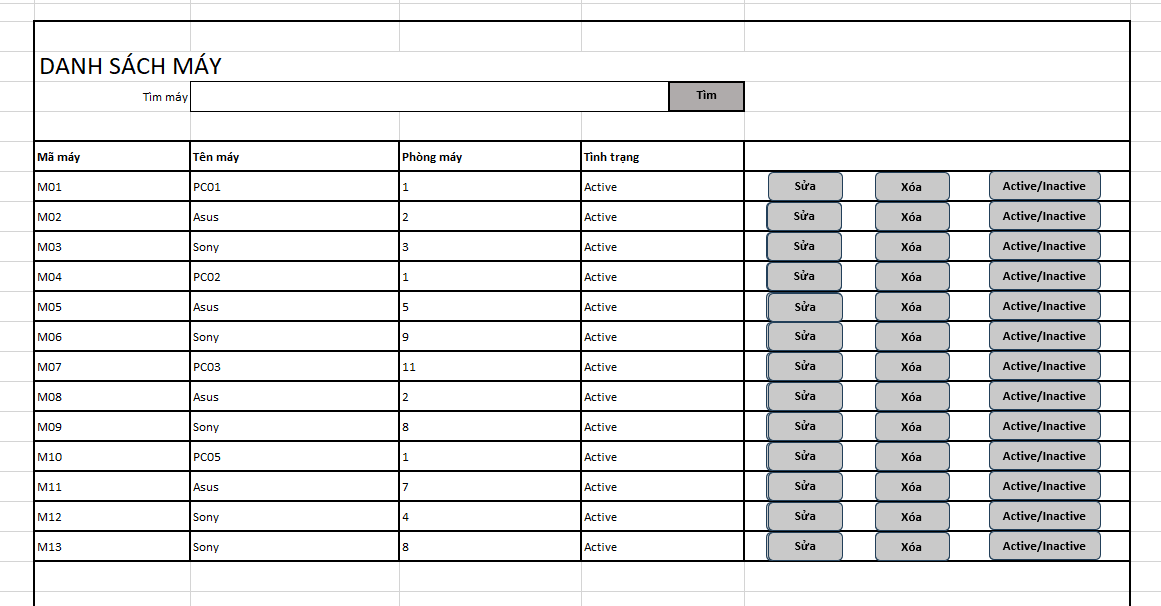 DANH SÁCH MÁY
Tìm máy Tìm
Mã máy Tên máy Phòng máy Tình trạng
M01 PC01 1 Active Sửa Xóa Active/Inactive
M02 Asus 2 Active Sửa Xóa Active/Inactive
M03 Sony 3 Active Sửa Xóa Active/Inactive
M04 PC02 1 Active Sửa Xóa Active/Inactive
M05 Asus 5 Active Sửa Xóa Active/Inactive
M06 Sony 9 Active Sửa Xóa Active/Inactive
M07 PC03 11 Active Sửa Xóa Active/Inactive
M08 Asus 2 Active Sửa Xóa Active/Inactive
M09 Sony 8 Active Sửa Xóa Active/Inactive
M10 PC05 1 Active Sửa Xóa Active/Inactive
M11 Asus 7 Active Sửa Xóa Active/Inactive
M12 Sony 4 Active Sửa Xóa Active/Inactive
M13 Sony 8 Active Sửa Xóa Active/Inactive